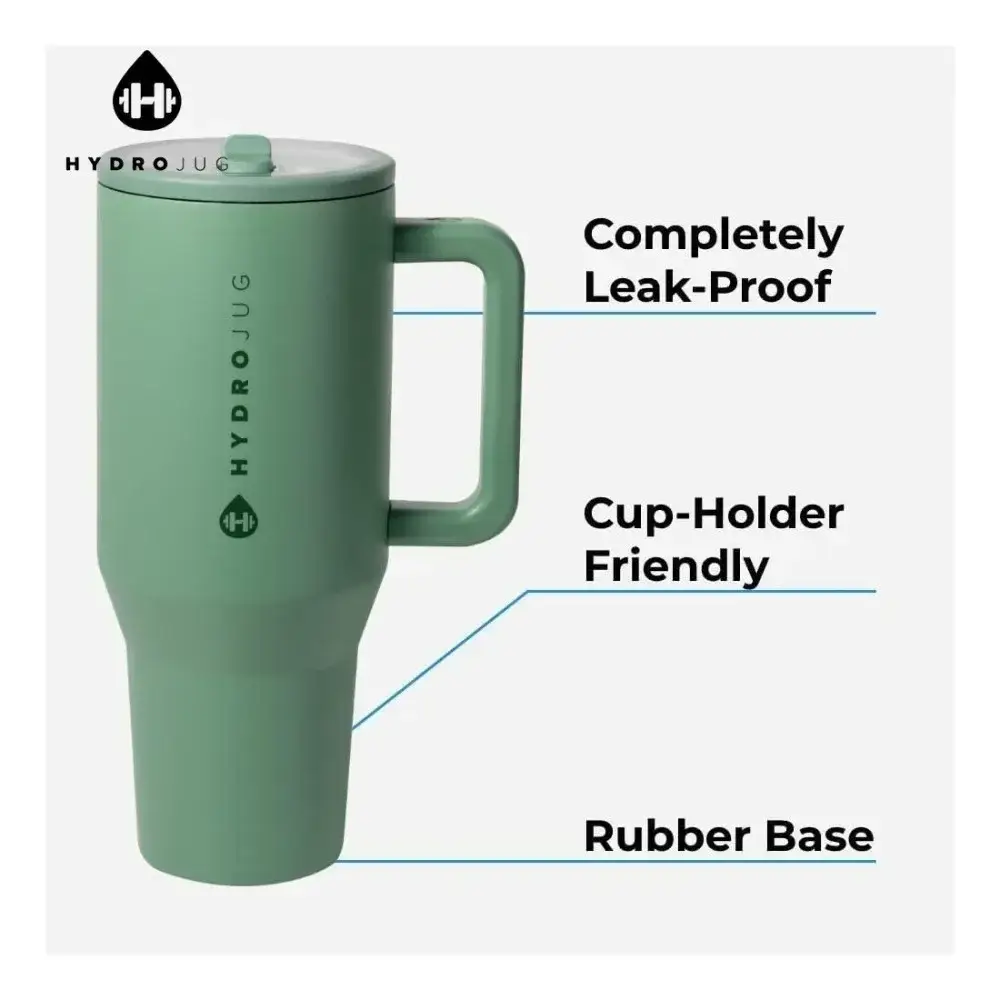 H
HYDROJUG
HYDROJUG
H
Completely
Leak-Proof
Cup-Holder
Friendly
Rubber Base